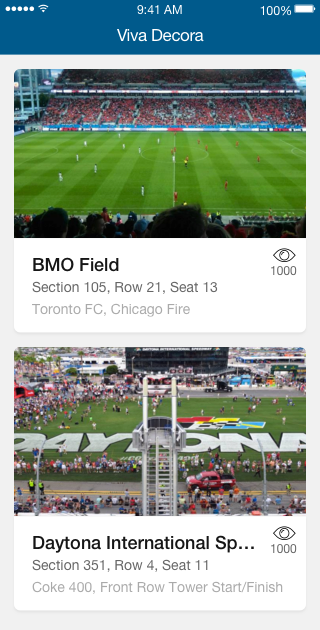 9:41 AM
100%
Viva Decora
BMO Field
1000
Section 105, Row 21, Seat 13
Toronto FC, Chicago Fire
DAYTONA INTERNATIONAL SPEEDWAY
DAYTONA
Daytona International Sp...
1000
Section 351, Row 4, Seat 11
Coke 400, Front Row Tower Start/Finish